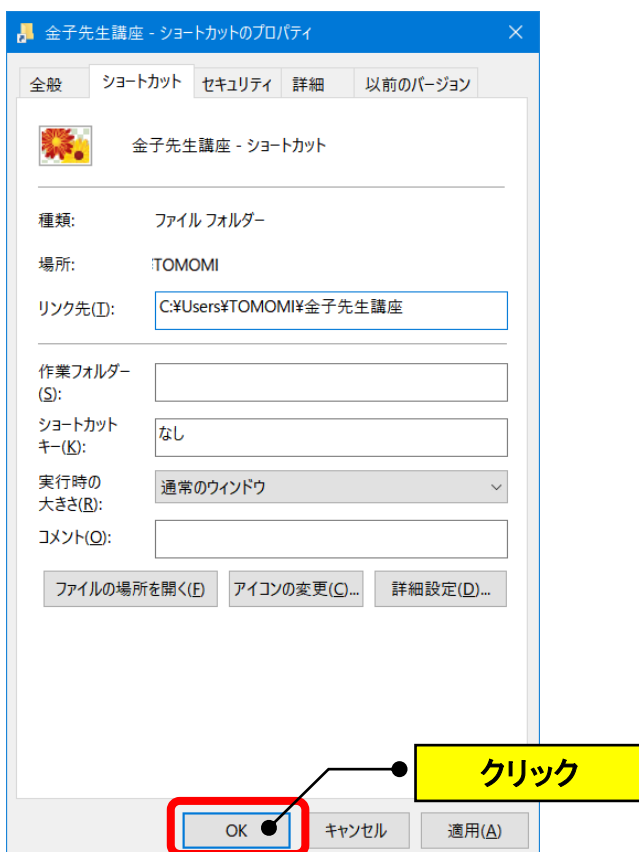 金子先生講座 - ショートカットのプロパティ
全般 ショートカット セキュリティ 詳細 以前のバージョン
金子先生講座 - ショートカット
種類: ファイル フォルダー
場所: TOMOMI
リンク先(T): C:¥Users¥TOMOMI¥金子先生講座
作業フォルダー
(S):
ショートカット
キー(K): なし
実行時の
大きさ(R): 通常のウィンドウ
コメント(O):
ファイルの場所を開く(F) アイコンの変更(C)... 詳細設定(D)...
クリック
OK キャンセル 適用(A)